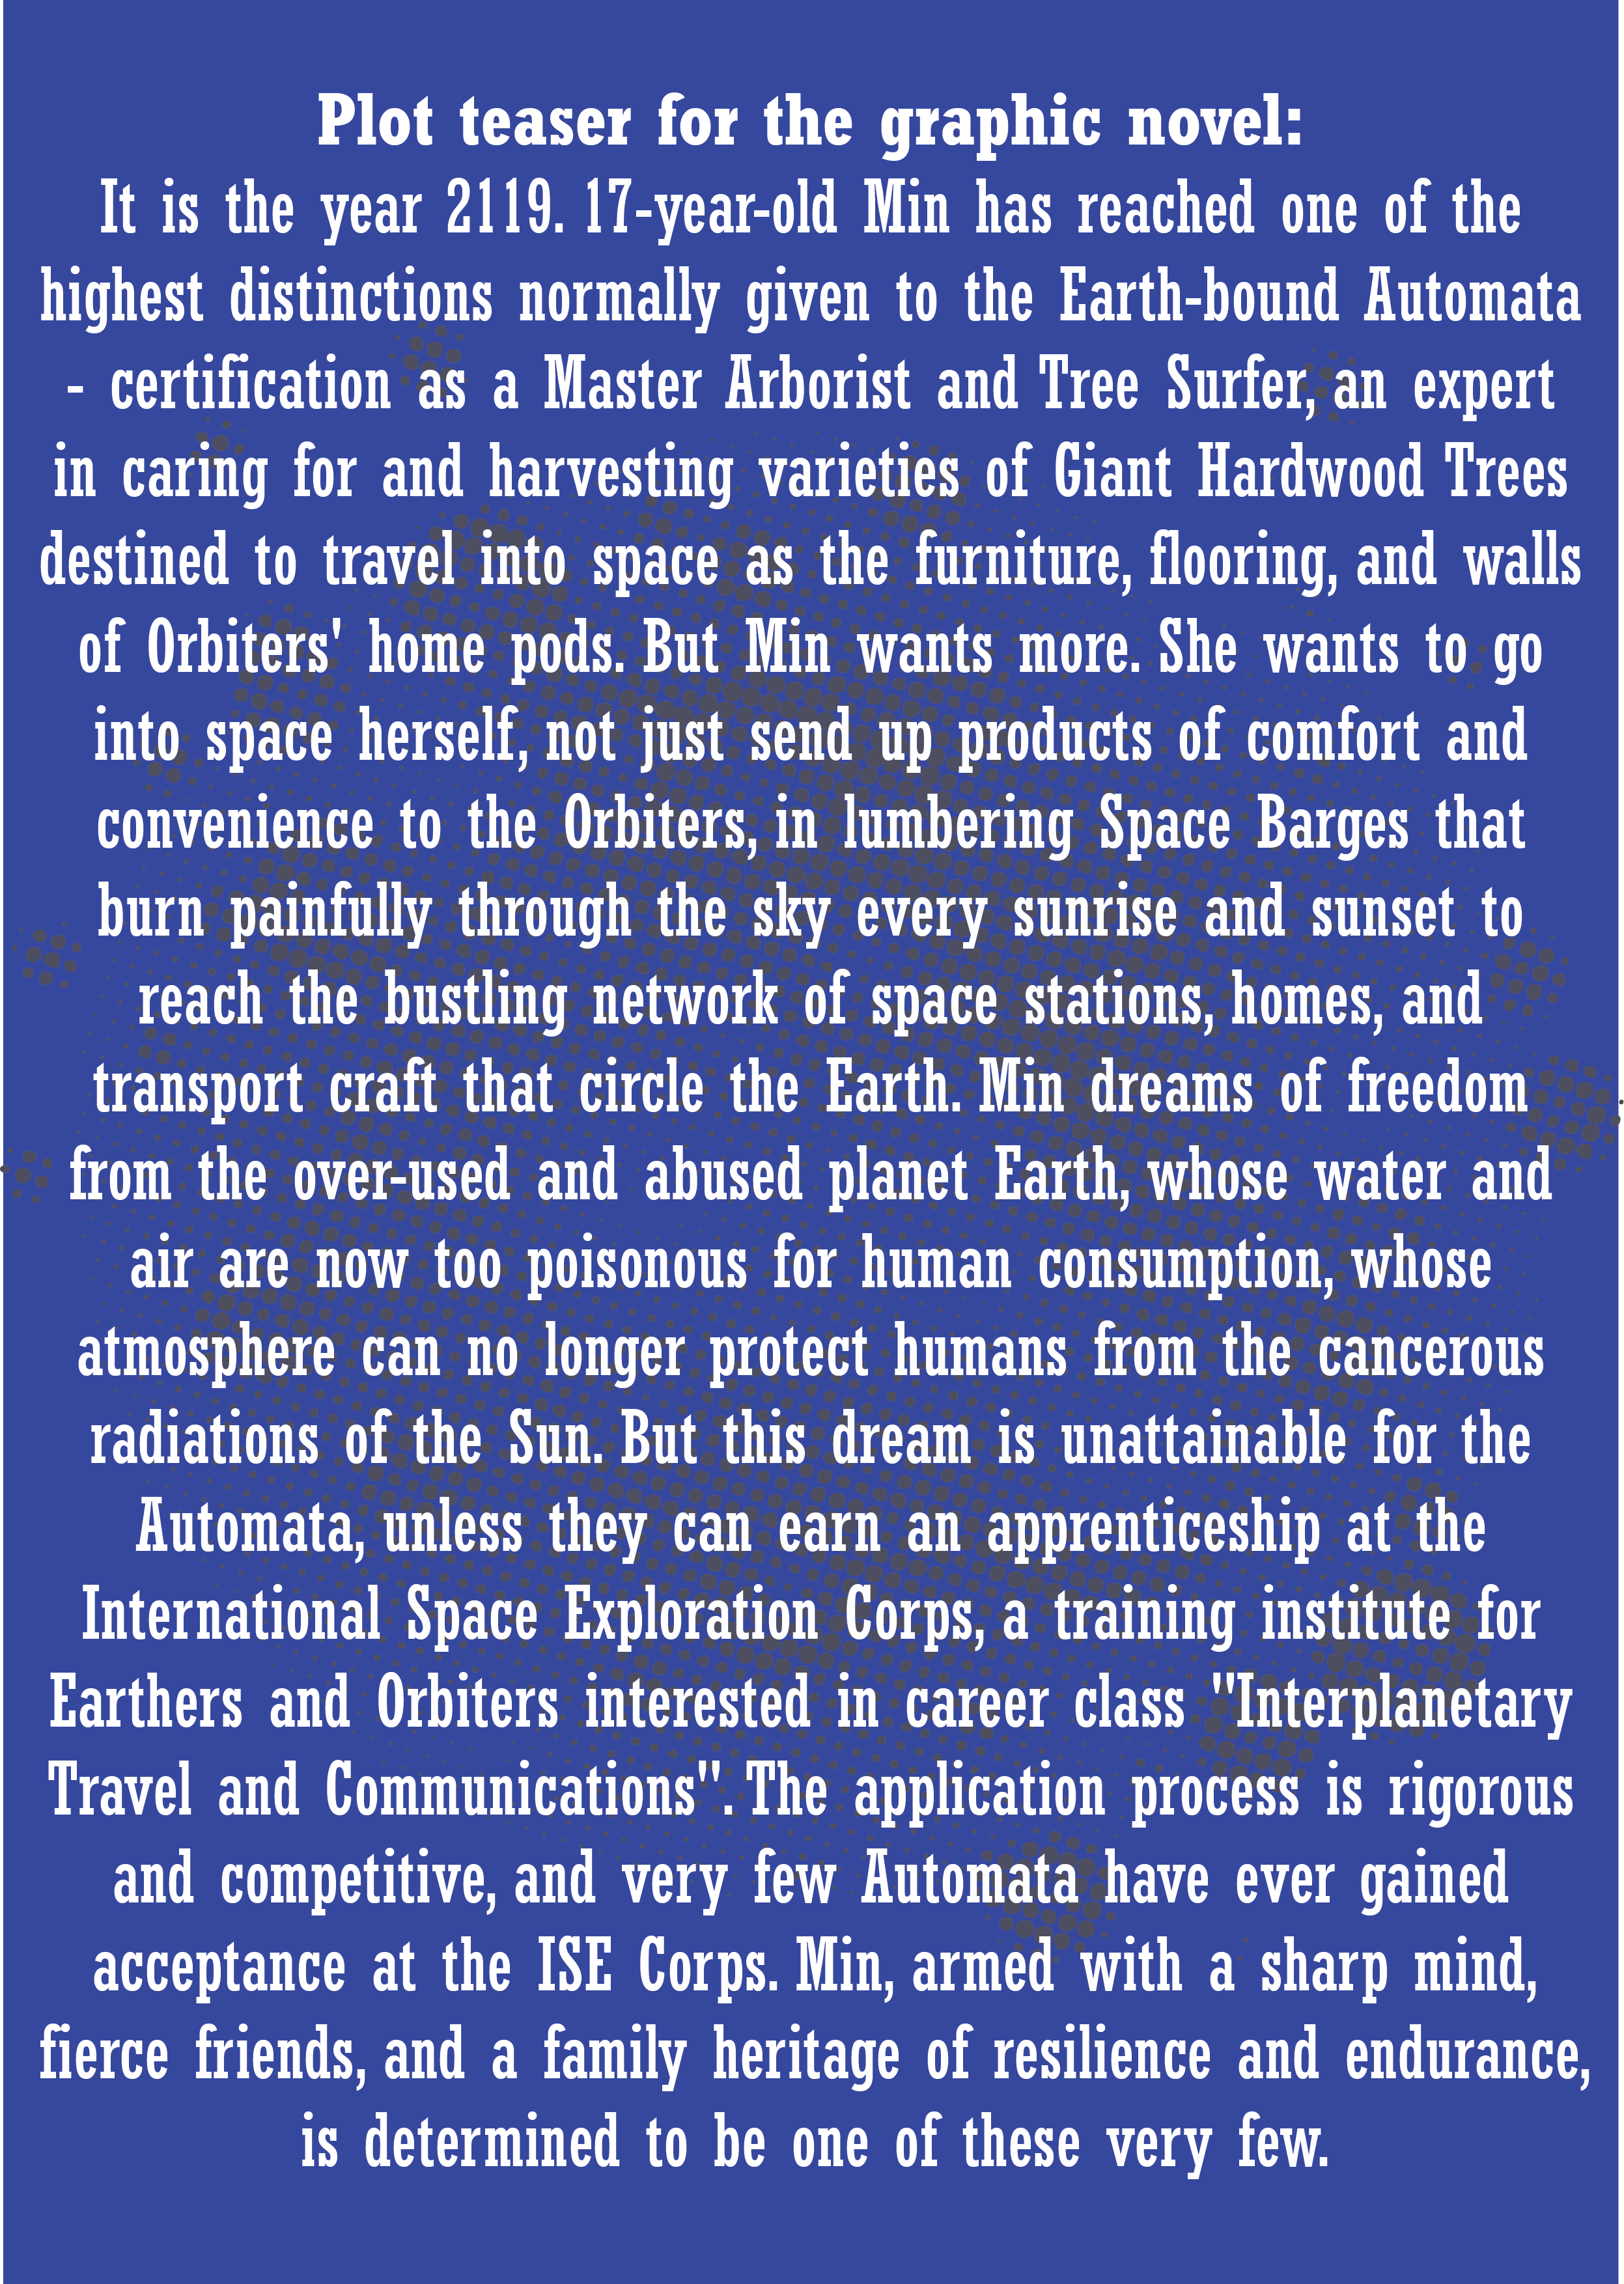 Plot teaser for the graphic novel:
It is the year 2119. 17-year-old Min has reached one of the
highest distinctions normally given to the Earth-bound Automata
- certification as a Master Arborist and Tree Surfer, an expert
in caring for and harvesting varieties of Giant Hardwood Trees
destined to travel into space as the furniture, flooring, and walls
of Orbiters' home pods. But Min wants more. She wants to go
into space herself, not just send up products of comfort and
convenience to the Orbiters, in lumbering Space Barges that
burn painfully through the sky every sunrise and sunset to
reach the bustling network of space stations, homes, and
transport craft that circle the Earth. Min dreams of freedom
from the over-used and abused planet Earth, whose water and
air are now too poisonous for human consumption, whose
atmosphere can no longer protect humans from the cancerous
radiations of the Sun. But this dream is unattainable for the
Automata, unless they can earn an apprenticeship at the
International Space Exploration Corps, a training institute for
Earthers and Orbiters interested in career class "Interplanetary
Travel and Communications". The application process is rigorous
and competitive, and very few Automata have ever gained
acceptance at the ISE Corps. Min, armed with a sharp mind,
fierce friends, and a family heritage of resilience and endurance,
is determined to be one of these very few.